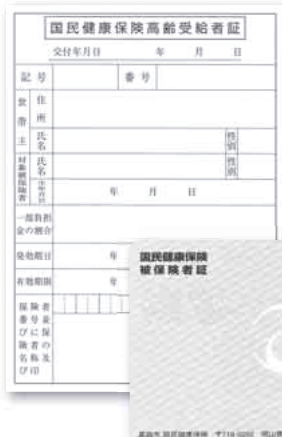 国民健康保険高齢受給者証
交付年月日 年 月 日
記号 番号
世帯主 住所
氏名 性別
対象被保険者 氏名 性別
生年月日 年 月 日
一部負担金の割合
発効期日 年
有効期限 年
保険者番号並びに保険者の名称及び印
国民健康保険
被保険者証